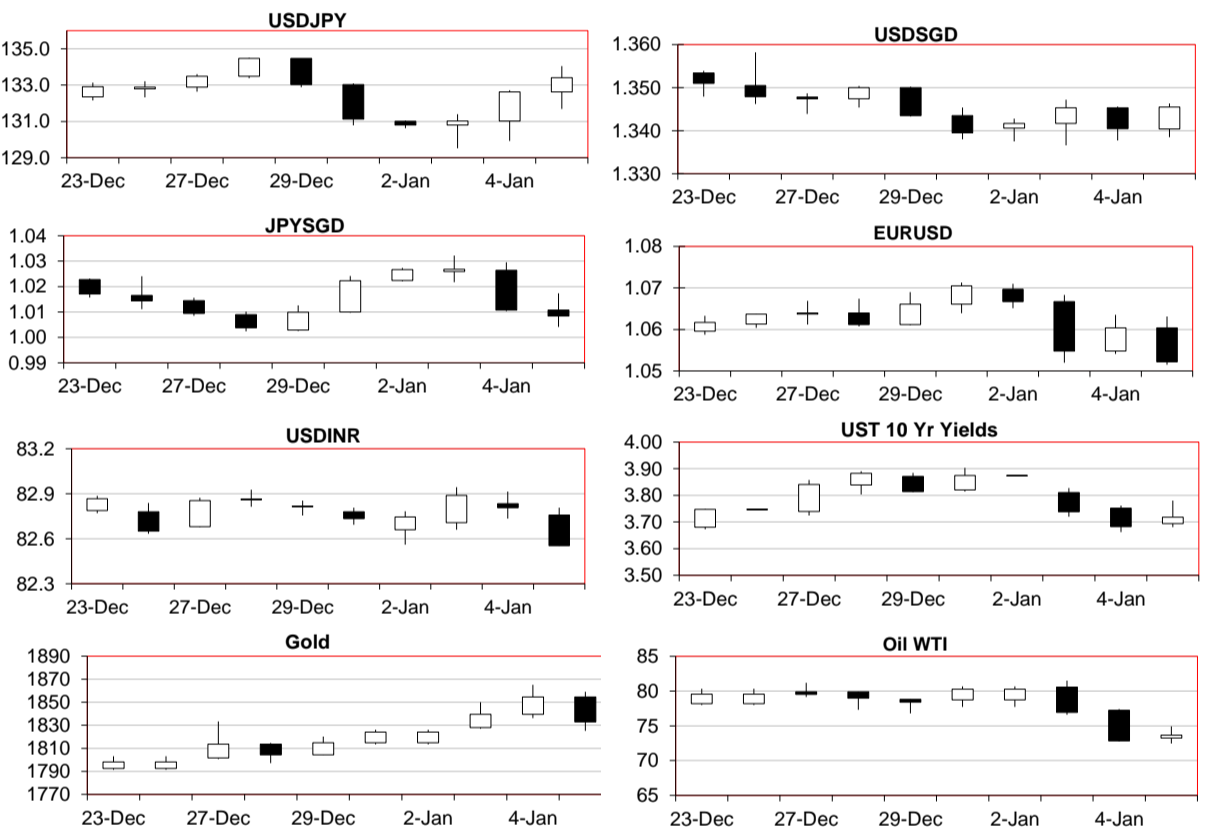 USDJPY
135.0
133.0
131.0
129.0
23-Dec 27-Dec 29-Dec 2-Jan 4-Jan
USDSGD
1.360
1.350
1.340
1.330
23-Dec 27-Dec 29-Dec 2-Jan 4-Jan
JPYSGD
1.04
1.03
1.02
1.01
1.00
0.99
23-Dec 27-Dec 29-Dec 2-Jan 4-Jan
EURUSD
1.08
1.07
1.06
1.05
23-Dec 27-Dec 29-Dec 2-Jan 4-Jan
USDINR
83.2
82.9
82.6
82.3
23-Dec 27-Dec 29-Dec 2-Jan 4-Jan
UST 10 Yr Yields
4.00
3.90
3.80
3.70
3.60
3.50
23-Dec 27-Dec 29-Dec 2-Jan 4-Jan
Gold
1890
1870
1850
1830
1810
1790
1770
23-Dec 27-Dec 29-Dec 2-Jan 4-Jan
Oil WTI
85
80
75
70
65
23-Dec 27-Dec 29-Dec 2-Jan 4-Jan